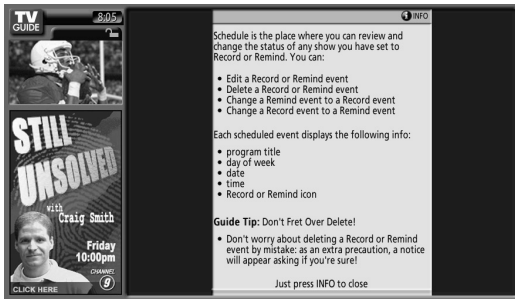 TV
GUIDE
8:05
INFO
Schedule is the place where you can review and
change the status of any show you have set to
Record or Remind. You can:
• Edit a Record or Remind event
• Delete a Record or Remind event
• Change a Remind event to a Record event
• Change a Record event to a Remind event
Each scheduled event displays the following info:
• program title
• day of week
• date
• time
• Record or Remind icon
Guide Tip: Don't Fret Over Delete!
• Don't worry about deleting a Record or Remind
event by mistake: as an extra precaution, a notice
will appear asking if you're sure!
Just press INFO to close
STILL
UNSOLVED
with
Craig Smith
Friday
10:00pm
CHANNEL
9
CLICK HERE